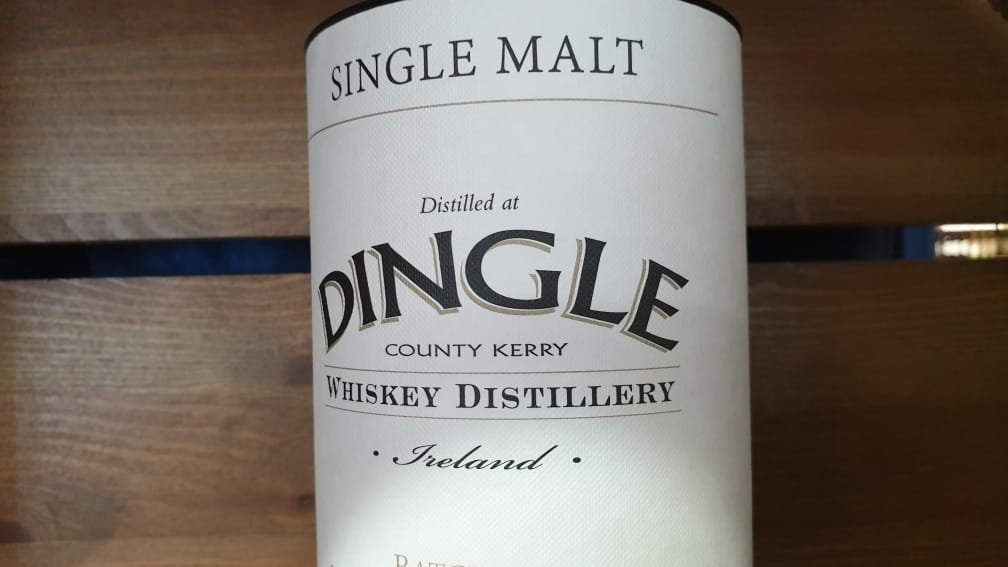 SINGLE MALT
Distilled at
DINGLE
COUNTY KERRY
WHISKEY DISTILLERY
• Ireland •